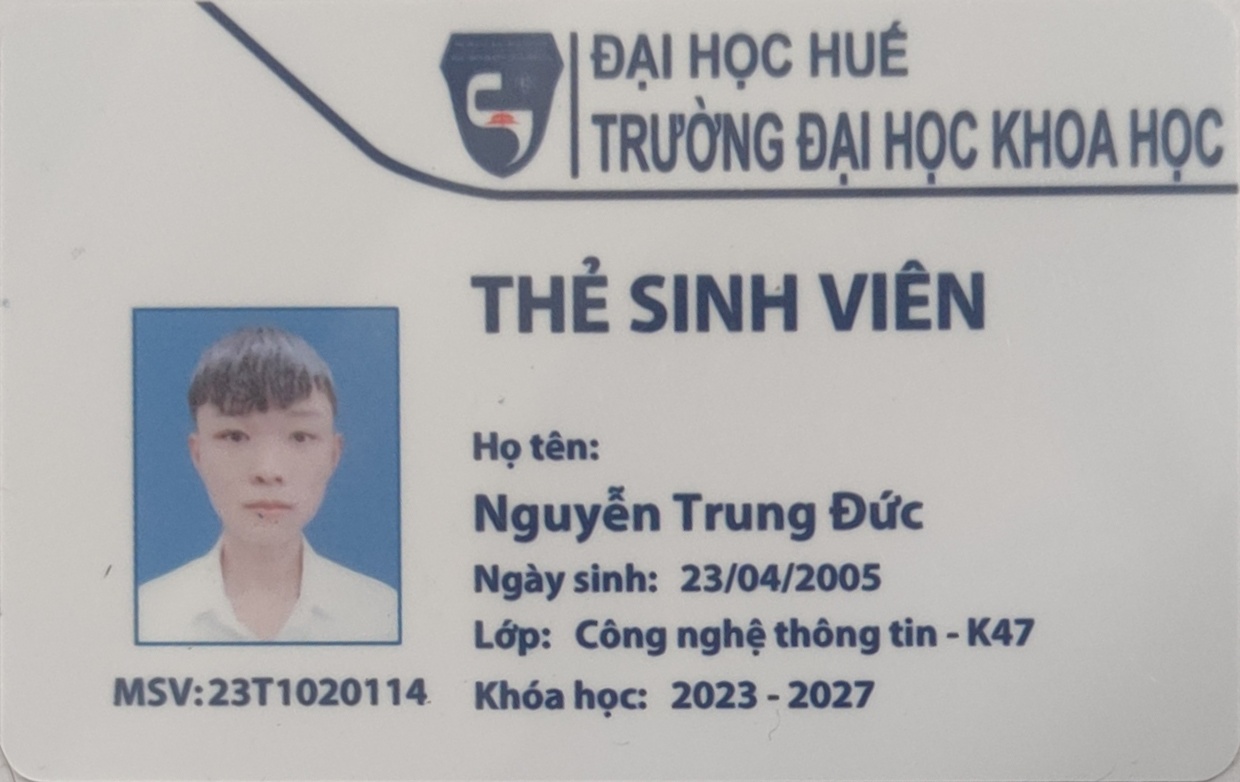 ĐẠI HỌC HUẾ
TRƯỜNG ĐẠI HỌC KHOA HỌC
THẺ SINH VIÊN
Họ tên:
Nguyễn Trung Đức
Ngày sinh: 23/04/2005
Lớp: Công nghệ thông tin - K47
MSV:23T1020114
Khóa học: 2023 - 2027